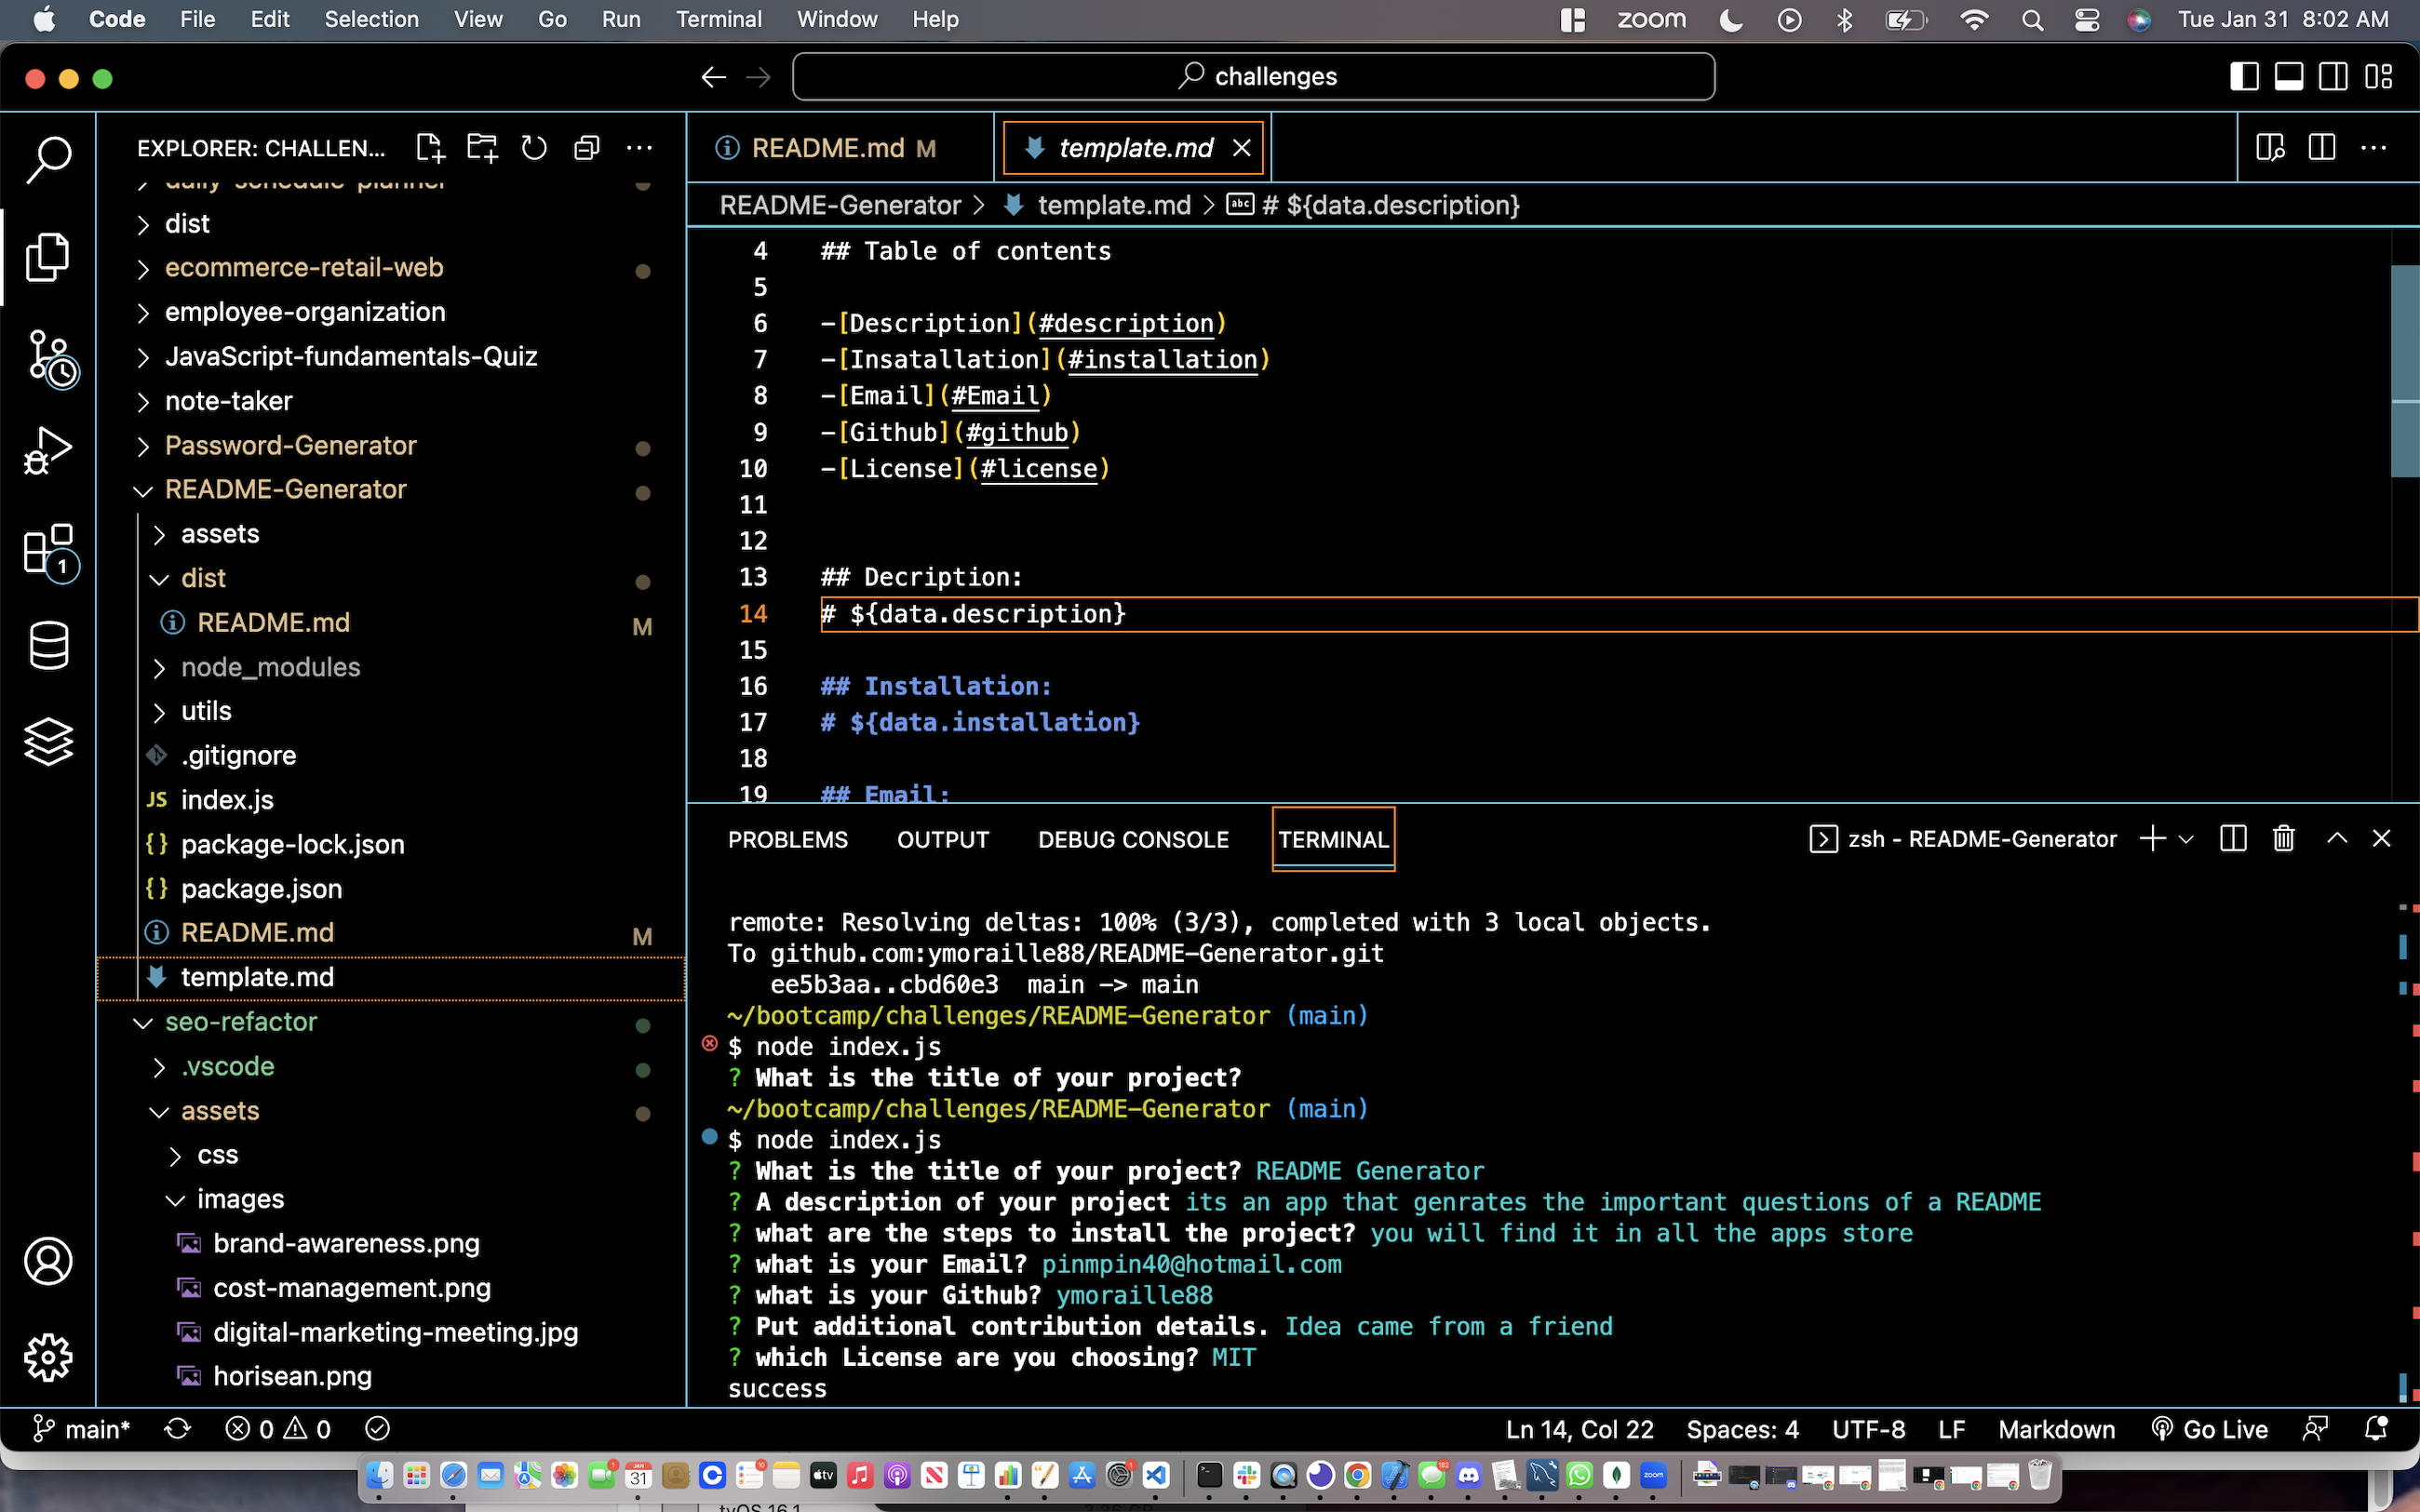 Code File Edit Selection View Go Run Terminal Window Help zoom Tue Jan 31 8:02 AM
challenges
EXPLORER: CHALLEN...
daily-schedule-planner
dist
ecommerce-retail-web
employee-organization
JavaScript-fundamentals-Quiz
note-taker
Password-Generator
README-Generator
assets
dist
README.md M
node_modules
utils
.gitignore
JS index.js
{} package-lock.json
{} package.json
README.md M
template.md
seo-refactor
.vscode
assets
css
images
brand-awareness.png
cost-management.png
digital-marketing-meeting.jpg
horisean.png
1
README.md M template.md
README-Generator > template.md > abc # ${data.description}
4 ## Table of contents
5
6 -[Description](#description)
7 -[Insatallation](#installation)
8 -[Email](#Email)
9 -[Github](#github)
10 -[License](#license)
11
12
13 ## Decription:
14 # ${data.description}
15
16 ## Installation:
17 # ${data.installation}
18
19 ## Email:
PROBLEMS OUTPUT DEBUG CONSOLE TERMINAL zsh - README-Generator
remote: Resolving deltas: 100% (3/3), completed with 3 local objects.
To github.com:ymoraille88/README-Generator.git
ee5b3aa..cbd60e3 main -> main
~/bootcamp/challenges/README-Generator (main)
$ node index.js
? What is the title of your project?
~/bootcamp/challenges/README-Generator (main)
$ node index.js
? What is the title of your project? README Generator
? A description of your project its an app that genrates the important questions of a README
? what are the steps to install the project? you will find it in all the apps store
? what is your Email? pinmpin40@hotmail.com
? what is your Github? ymoraille88
? Put additional contribution details. Idea came from a friend
? which License are you choosing? MIT
success
main* 0 0 Ln 14, Col 22 Spaces: 4 UTF-8 LF Markdown Go Live
JAN
31
tv
zoom
tvOS 16.1